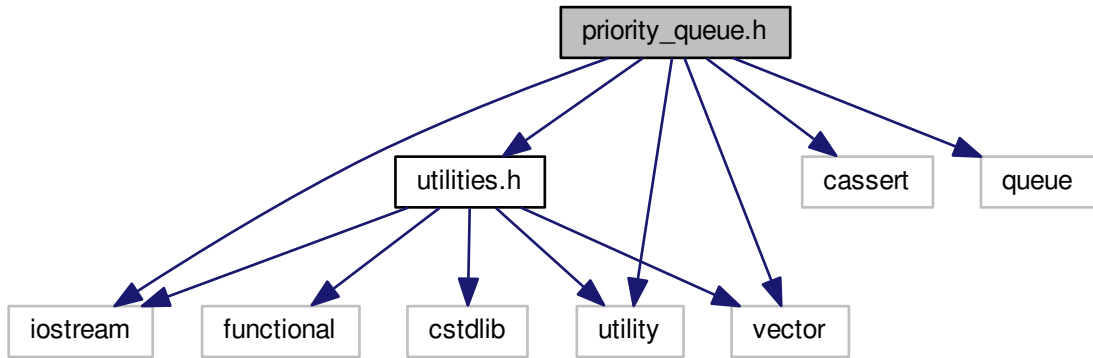 priority_queue.h
utilities.h
cassert
queue
iostream
functional
cstdlib
utility
vector